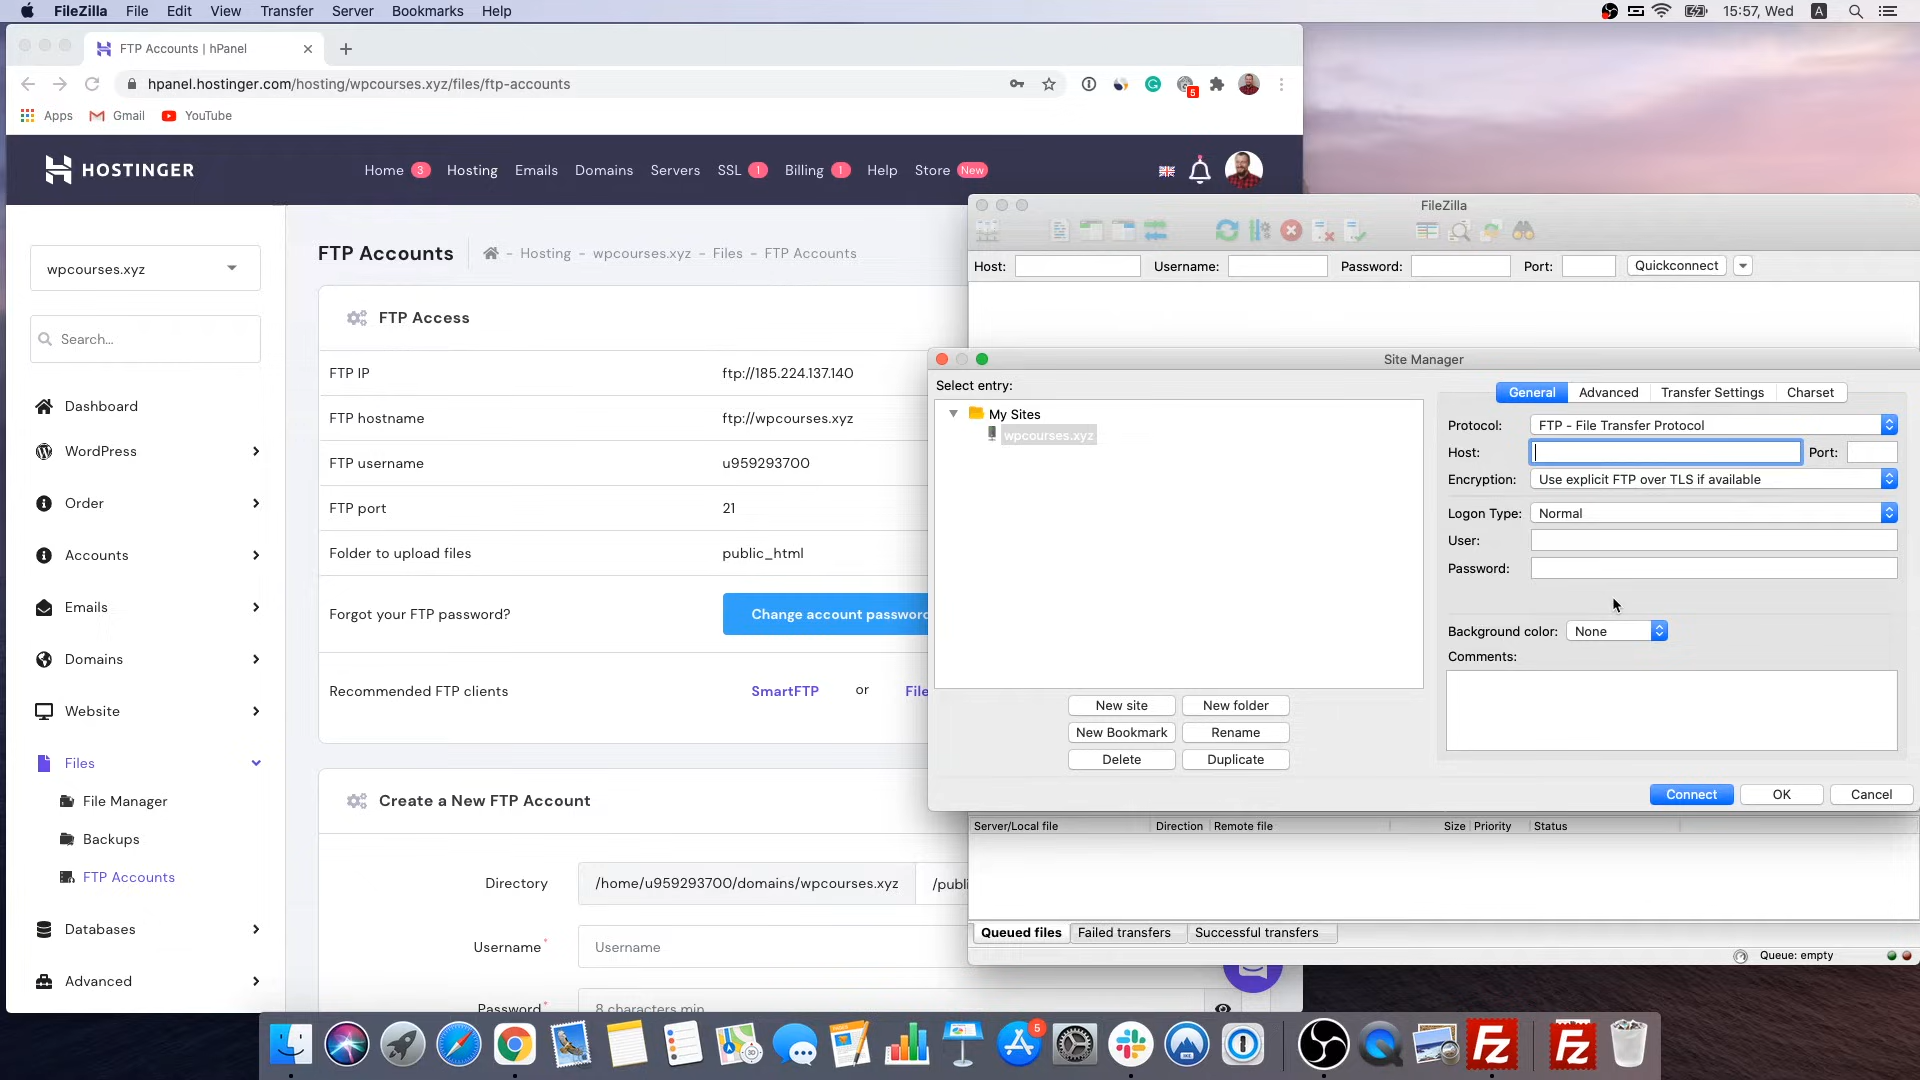 FileZilla File Edit View Transfer Server Bookmarks Help
15:57, Wed A
FTP Accounts | hPanel
hpanel.hostinger.com/hosting/wpcourses.xyz/files/ftp-accounts
5
Apps Gmail YouTube
HOSTINGER
Home 3 Hosting Emails Domains Servers SSL 1 Billing 1 Help Store New
wpcourses.xyz
Search...
Dashboard
WordPress
Order
Accounts
Emails
Domains
Website
Files
File Manager
Backups
FTP Accounts
Databases
Advanced
FTP Accounts - Hosting - wpcourses.xyz - Files - FTP Accounts
FTP Access
FTP IP ftp://185.224.137.140
FTP hostname ftp://wpcourses.xyz
FTP username u959293700
FTP port 21
Folder to upload files public_html
Forgot your FTP password? Change account password
Recommended FTP clients SmartFTP or File
Create a New FTP Account
Directory /home/u959293700/domains/wpcourses.xyz /publi
Username * Username
Password * 8 characters min
FileZilla
Host: Username: Password: Port: Quickconnect
Site Manager
Select entry:
My Sites
wpcourses.xyz
New site New folder
New Bookmark Rename
Delete Duplicate
General Advanced Transfer Settings Charset
Protocol: FTP - File Transfer Protocol
Host: Port:
Encryption: Use explicit FTP over TLS if available
Logon Type: Normal
User:
Password:
Background color: None
Comments:
Connect OK Cancel
Server/Local file Direction Remote file Size Priority Status
Queued files Failed transfers Successful transfers
Queue: empty
5
Fz Fz